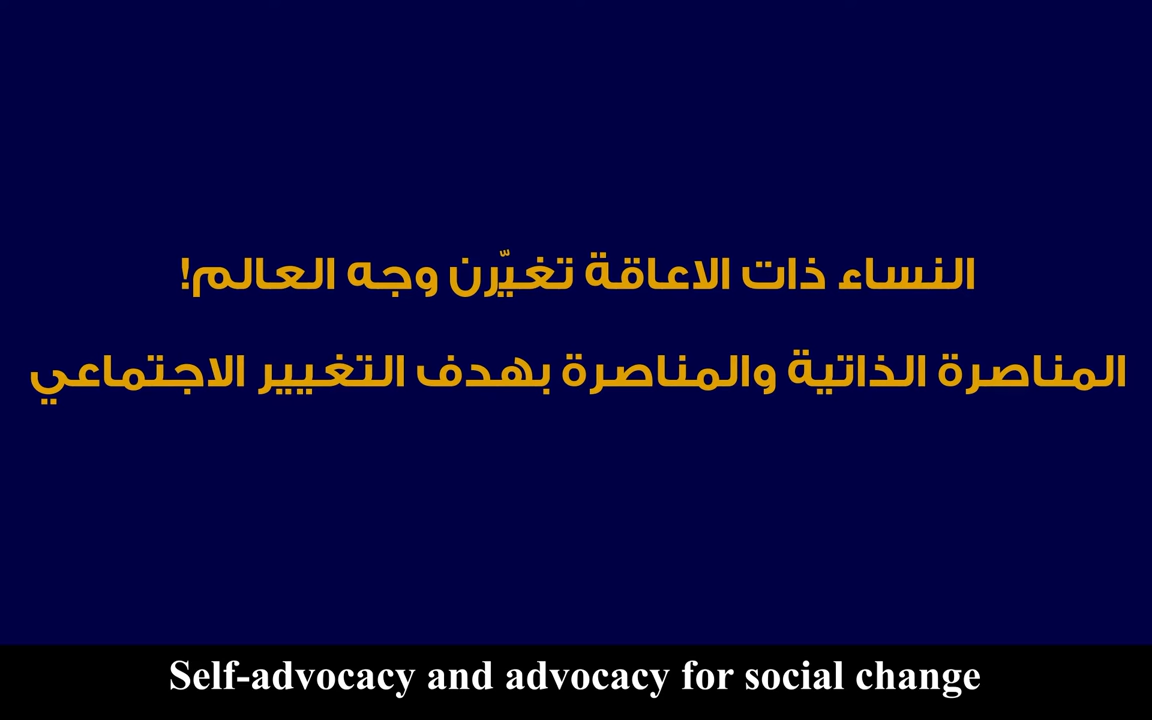 النساء ذات الاعاقة تغيّرن وجه العالم!
المناصرة الذاتية والمناصرة بهدف التغيير الاجتماعي
Self-advocacy and advocacy for social change